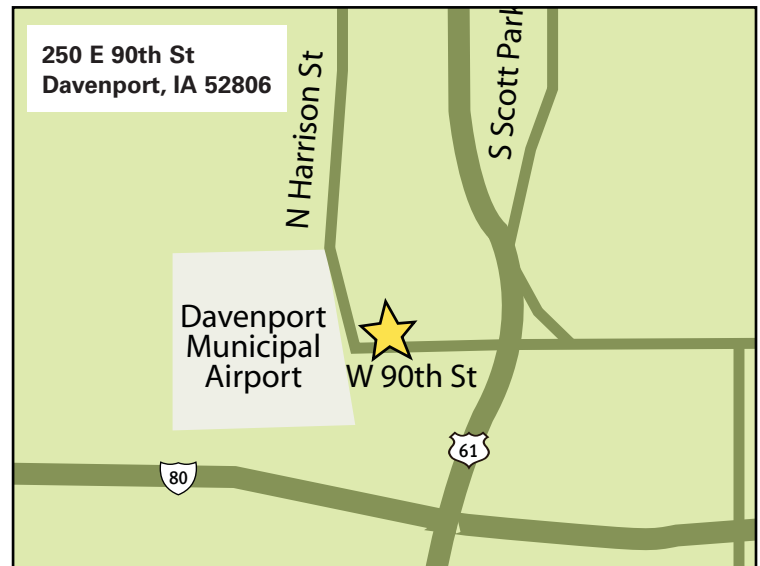 250 E 90th St
Davenport, IA 52806
N Harrison St
S Scott Park
Davenport
Municipal
Airport
W 90th St
61
80